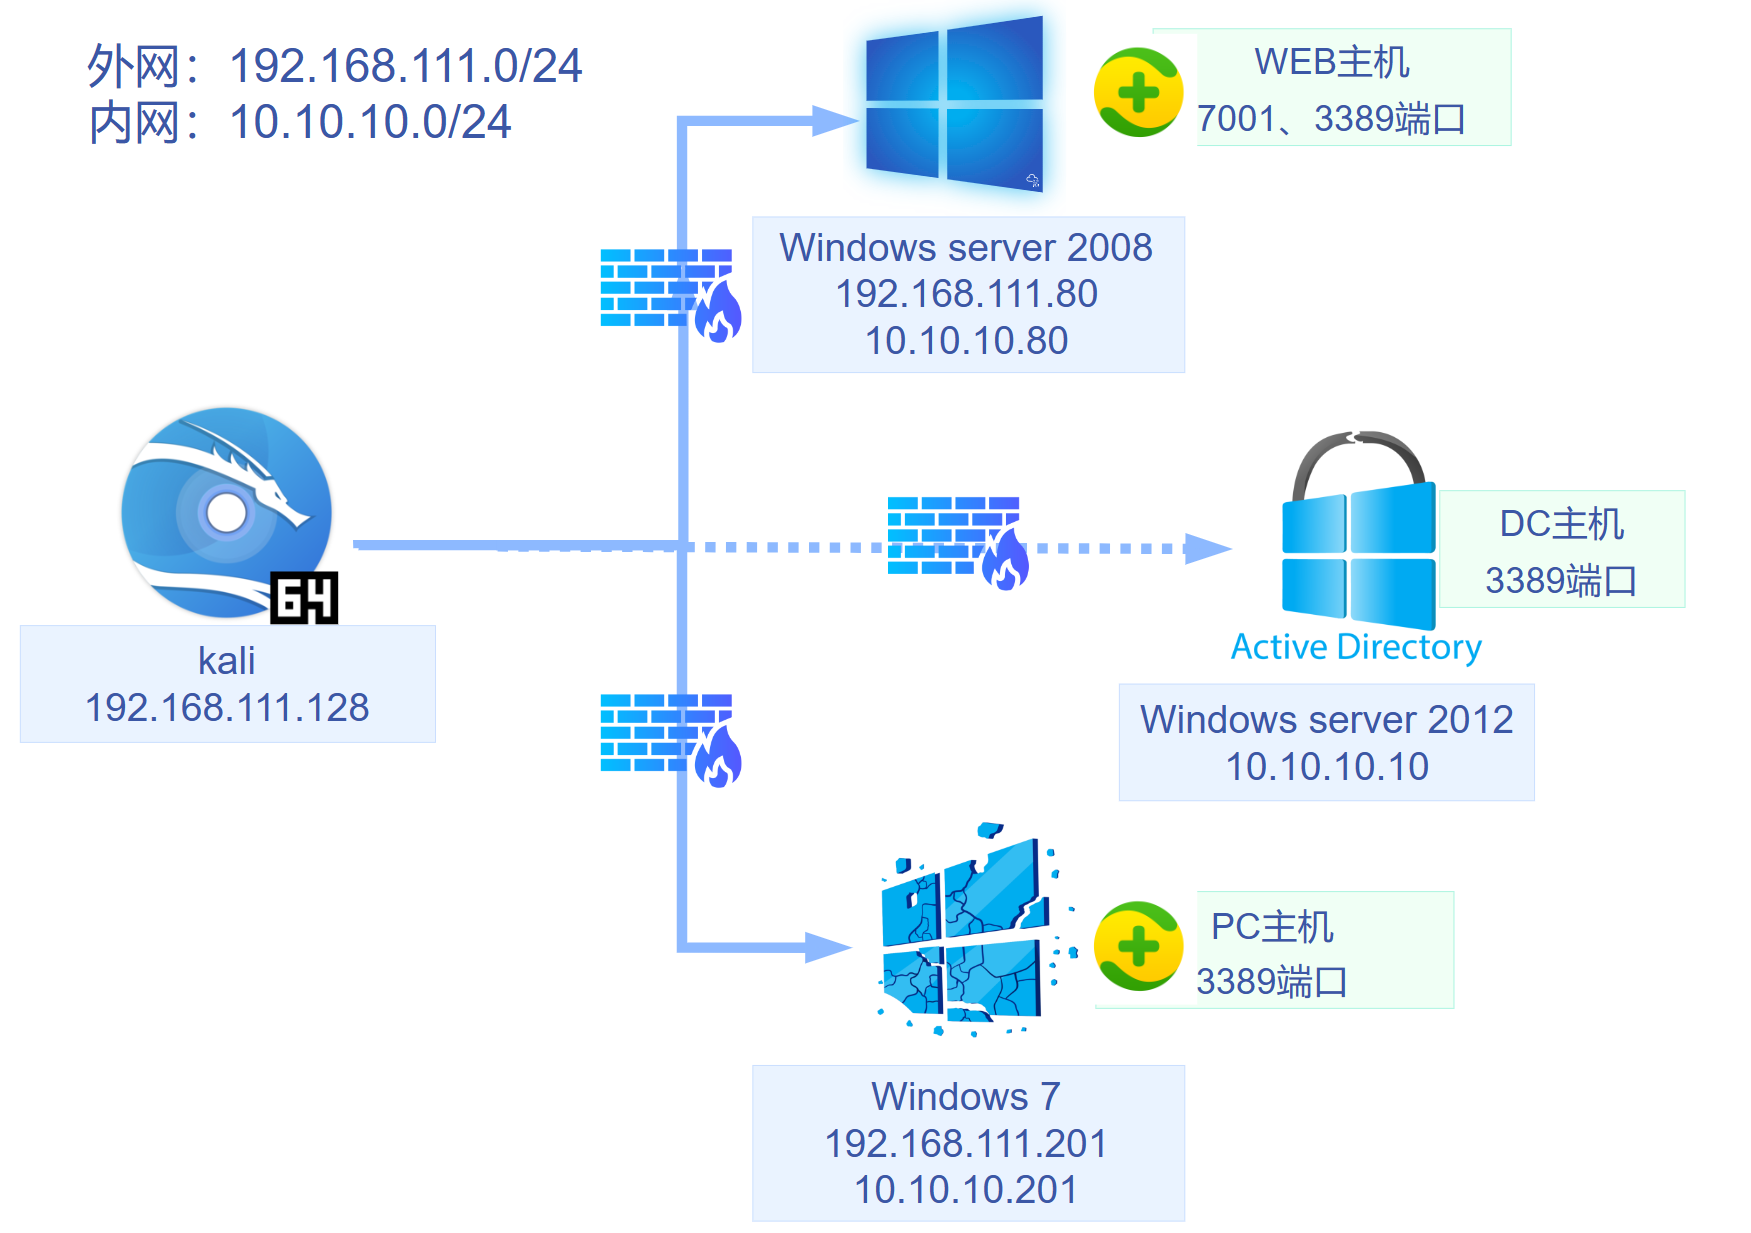 外网：192.168.111.0/24
内网：10.10.10.0/24
WEB主机
7001、3389端口
Windows server 2008
192.168.111.80
10.10.10.80
64
kali
192.168.111.128
DC主机
3389端口
Active Directory
Windows server 2012
10.10.10.10
PC主机
3389端口
Windows 7
192.168.111.201
10.10.10.201